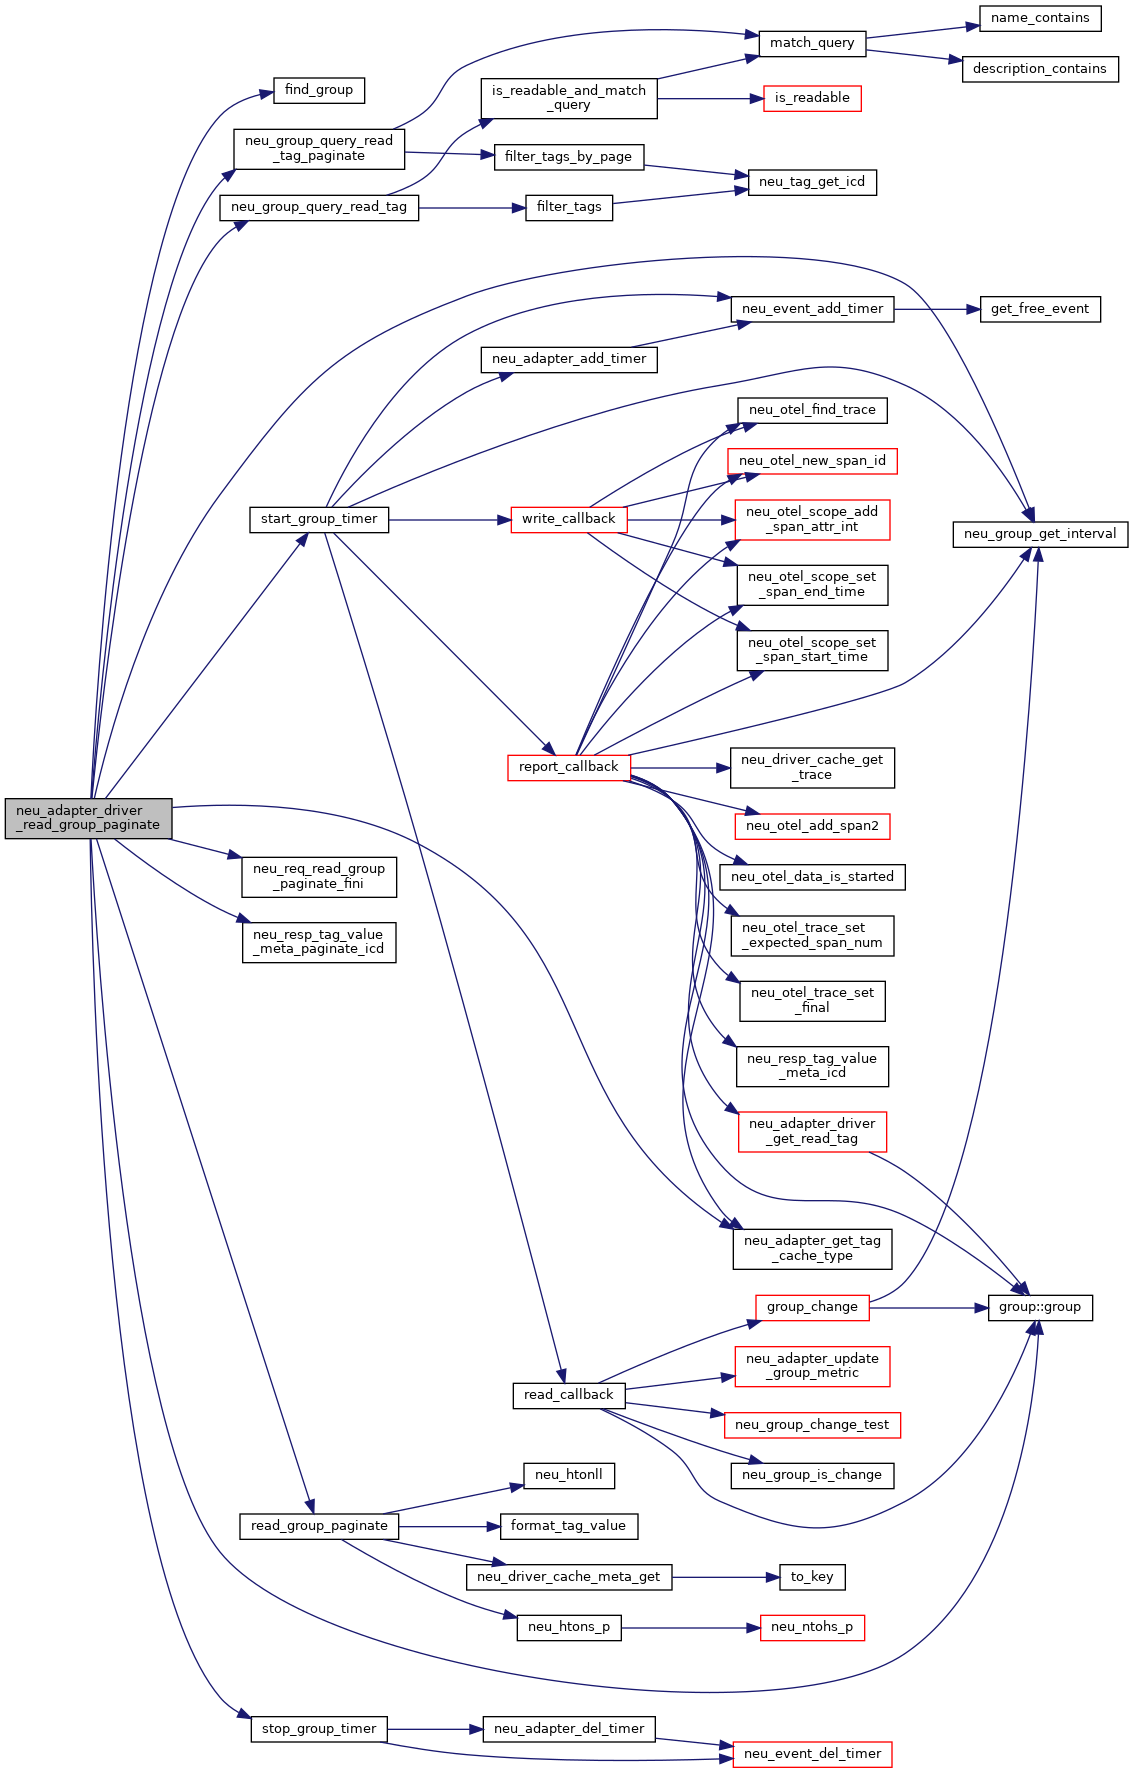 name_contains
match_query
description_contains
find_group
is_readable_and_match
_query
is_readable
neu_group_query_read
_tag_paginate
filter_tags_by_page
neu_tag_get_icd
neu_group_query_read_tag
filter_tags
neu_event_add_timer
get_free_event
neu_adapter_add_timer
neu_otel_find_trace
neu_otel_new_span_id
start_group_timer
write_callback
neu_otel_scope_add
_span_attr_int
neu_group_get_interval
neu_otel_scope_set
_span_end_time
neu_otel_scope_set
_span_start_time
report_callback
neu_driver_cache_get
_trace
neu_adapter_driver
_read_group_paginate
neu_otel_add_span2
neu_req_read_group
_paginate_fini
neu_otel_data_is_started
neu_resp_tag_value
_meta_paginate_icd
neu_otel_trace_set
_expected_span_num
neu_otel_trace_set
_final
neu_resp_tag_value
_meta_icd
neu_adapter_driver
_get_read_tag
neu_adapter_get_tag
_cache_type
group_change
group::group
neu_adapter_update
_group_metric
read_callback
neu_group_change_test
neu_group_is_change
neu_htonll
read_group_paginate
format_tag_value
neu_driver_cache_meta_get
to_key
neu_htons_p
neu_ntohs_p
stop_group_timer
neu_adapter_del_timer
neu_event_del_timer